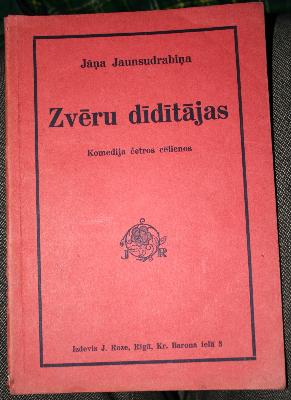 Jāņa Jaunsudrabiņa
Zvēru dīdītājas
Komedija četros cēlienos
J R
Izdevis J. Roze, Rīgā, Kr. Barona ielā 5